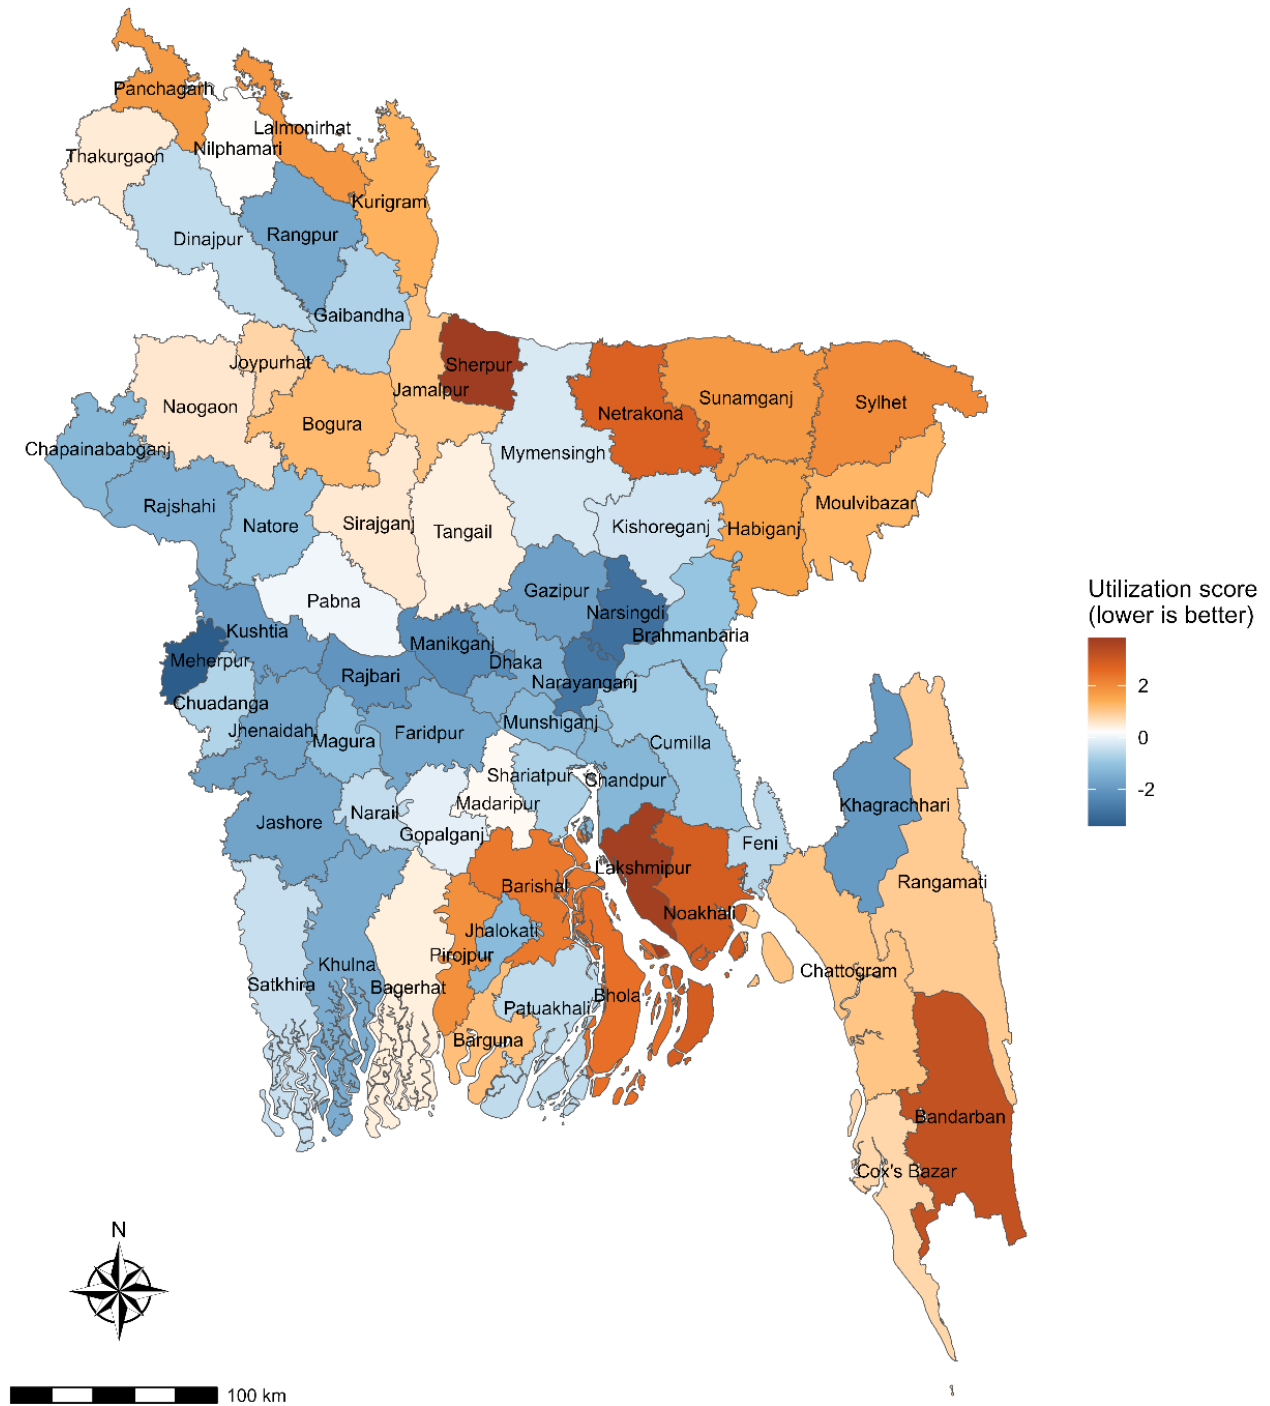 Panchagarh
Lalmonirhat
Nilphamari
Thakurgaon
Kurigram
Rangpur
Dinajpur
Gaibandha
Joypurhat
Sherpur
Jamalpur
Naogaon
Bogura
Netrakona
Sunamganj
Sylhet
Chapainababganj
Mymensingh
Rajshahi
Natore
Sirajganj
Tangail
Kishoreganj
Habiganj
Moulvibazar
Pabna
Gazipur
Narsingdi
Utilization score
(lower is better)
2
0
-2
Kushtia
Manikganj
Brahmanbaria
Meherpur
Rajbari
Dhaka
Narayanganj
Chuadanga
Jhenaidah
Magura
Faridpur
Munshiganj
Cumilla
Shariatpur
Chandpur
Madaripur
Khagrachhari
Jashore
Narail
Gopalganj
Feni
Lakshmipur
Rangamati
Barishal
Noakhali
Jhalokati
Pirojpur
Khulna
Chattogram
Satkhira
Bagerhat
Bhola
Patuakhali
Barguna
Bandarban
Cox's Bazar
N
100 km